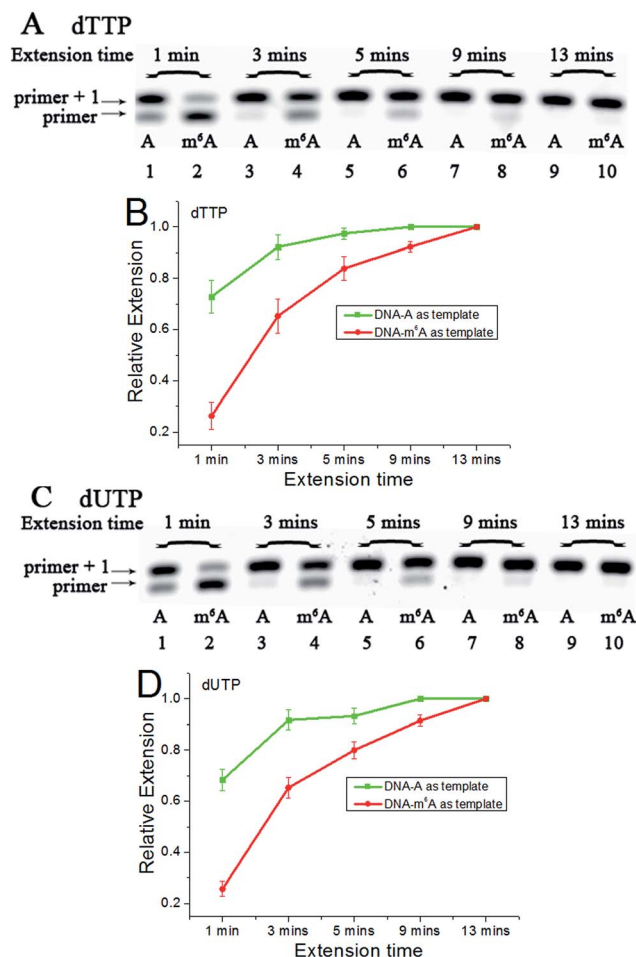 A dTTP
Extension time 1 min 3 mins 5 mins 9 mins 13 mins
primer + 1
primer
A m⁶A A m⁶A A m⁶A A m⁶A A m⁶A
1 2 3 4 5 6 7 8 9 10
B
dTTP
1.0
0.8
0.6
0.4
0.2
Relative Extension
DNA-A as template
DNA-m⁶A as template
1 min 3 mins 5 mins 9 mins 13 mins
Extension time
C dUTP
Extension time 1 min 3 mins 5 mins 9 mins 13 mins
primer + 1
primer
A m⁶A A m⁶A A m⁶A A m⁶A A m⁶A
1 2 3 4 5 6 7 8 9 10
D
dUTP
1.0
0.8
0.6
0.4
0.2
Relative Extension
DNA-A as template
DNA-m⁶A as template
1 min 3 mins 5 mins 9 mins 13 mins
Extension time